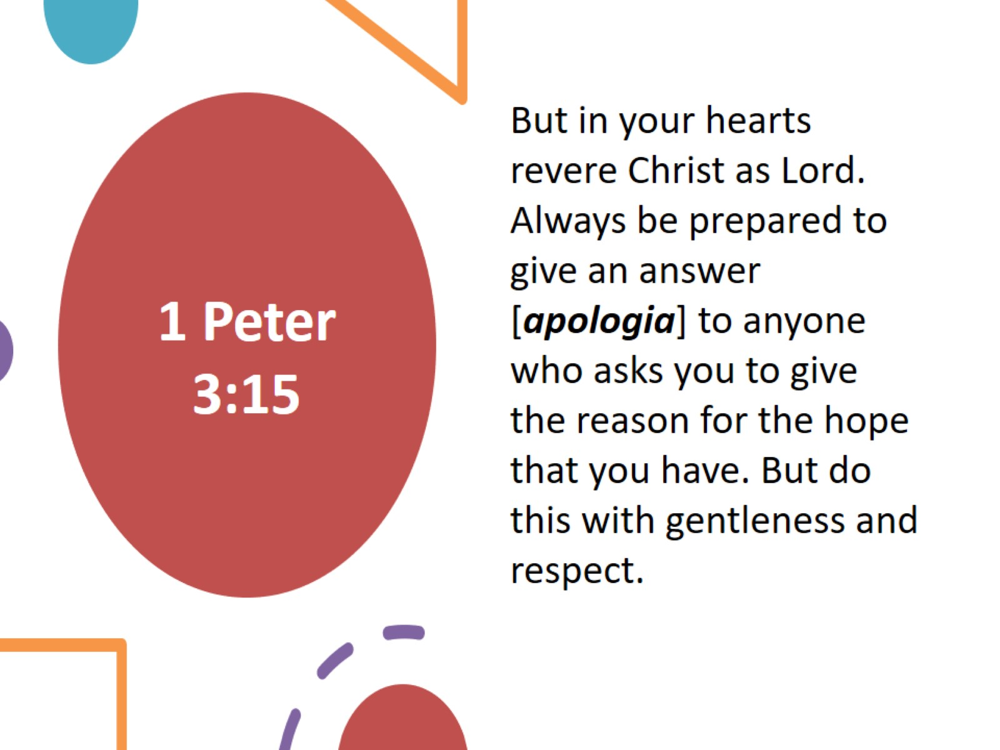 1 Peter
3:15
But in your hearts
revere Christ as Lord.
Always be prepared to
give an answer
[apologia] to anyone
who asks you to give
the reason for the hope
that you have. But do
this with gentleness and
respect.